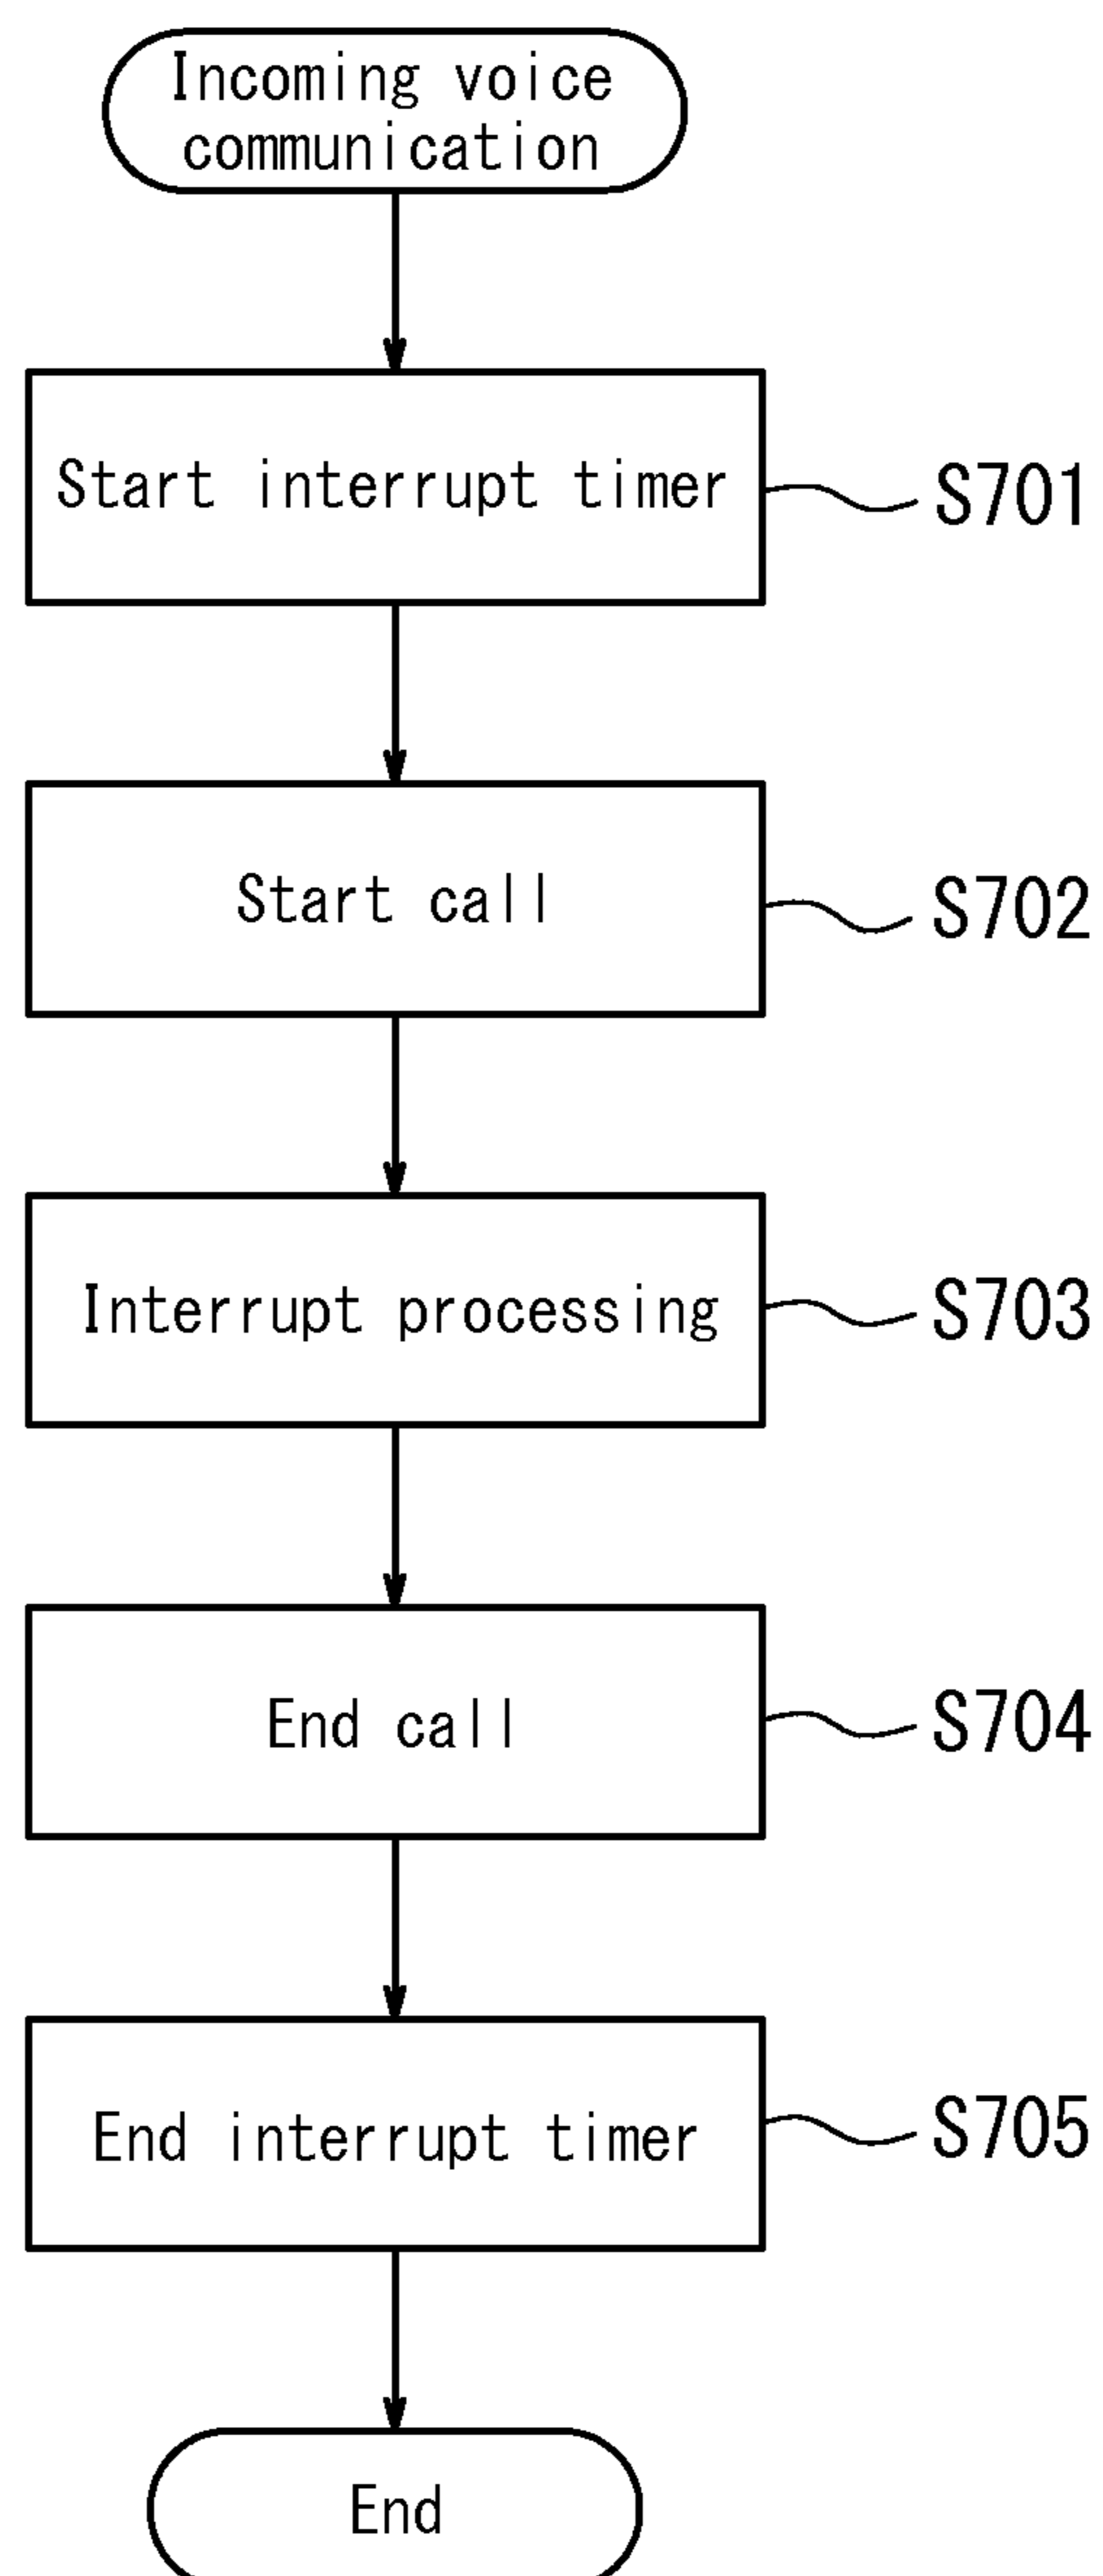 Incoming voice
communication
Start interrupt timer
S701
Start call
S702
Interrupt processing
S703
End call
S704
End interrupt timer
S705
End